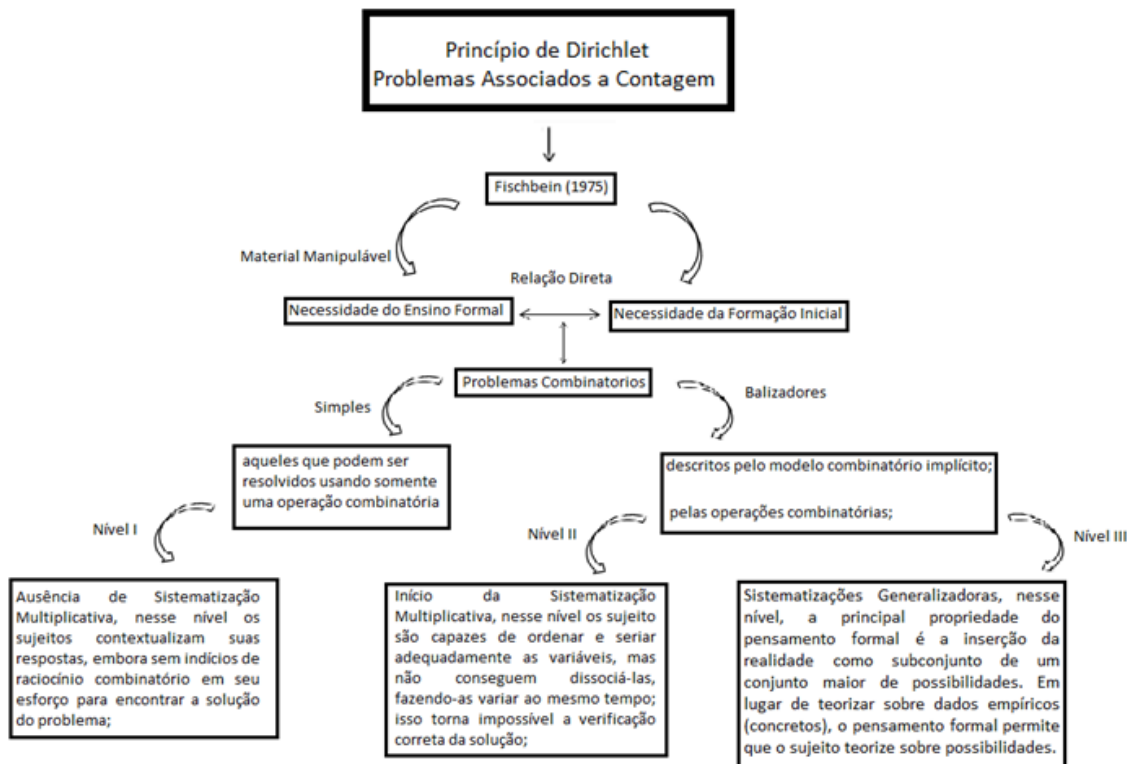 Princípio de Dirichlet
Problemas Associados a Contagem
Fischbein (1975)
Material Manipulável
Relação Direta
Necessidade do Ensino Formal
Necessidade da Formação Inicial
Problemas Combinatorios
Simples
Balizadores
aqueles que podem ser
resolvidos usando somente
uma operação combinatória
descritos pelo modelo combinatório implícito;
pelas operações combinatórias;
Nível I
Nível II
Nível III
Ausência de Sistematização
Multiplicativa, nesse nível os
sujeitos contextualizam suas
respostas, embora sem indícios de
raciocínio combinatório em seu
esforço para encontrar a solução
do problema;
Início da Sistematização
Multiplicativa, nesse nível os sujeito
são capazes de ordenar e seriar
adequadamente as variáveis, mas
não conseguem dissociá-las,
fazendo-as variar ao mesmo tempo;
isso torna impossível a verificação
correta da solução;
Sistematizações Generalizadoras, nesse
nível, a principal propriedade do
pensamento formal é a inserção da
realidade como subconjunto de um
conjunto maior de possibilidades. Em
lugar de teorizar sobre dados empíricos
(concretos), o pensamento formal permite
que o sujeito teorize sobre possibilidades.